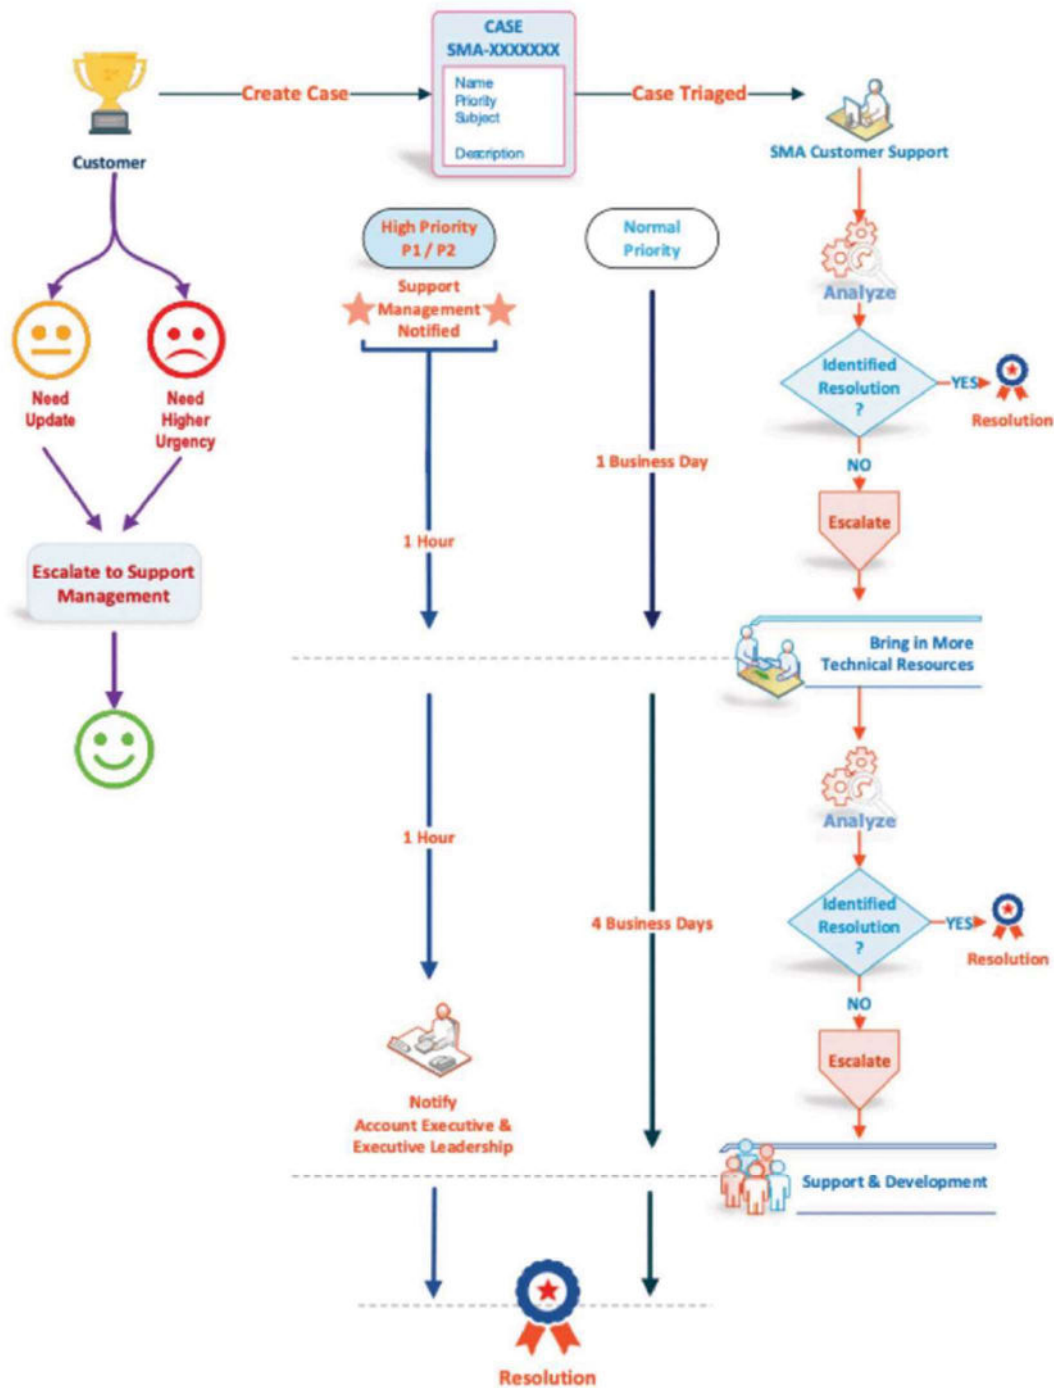 CASE
SMA-XXXXXXX
Name
Priority
Subject
Description
Create Case
Case Triaged
Customer
SMA Customer Support
High Priority
P1 / P2
Normal
Priority
Support
Management
Notified
Analyze
Identified
Resolution
?
YES
Resolution
Need
Update
Need
Higher
Urgency
1 Business Day
NO
Escalate
1 Hour
Escalate to Support
Management
Bring in More
Technical Resources
Analyze
1 Hour
Identified
Resolution
?
YES
Resolution
4 Business Days
NO
Escalate
Notify
Account Executive &
Executive Leadership
Support & Development
Resolution